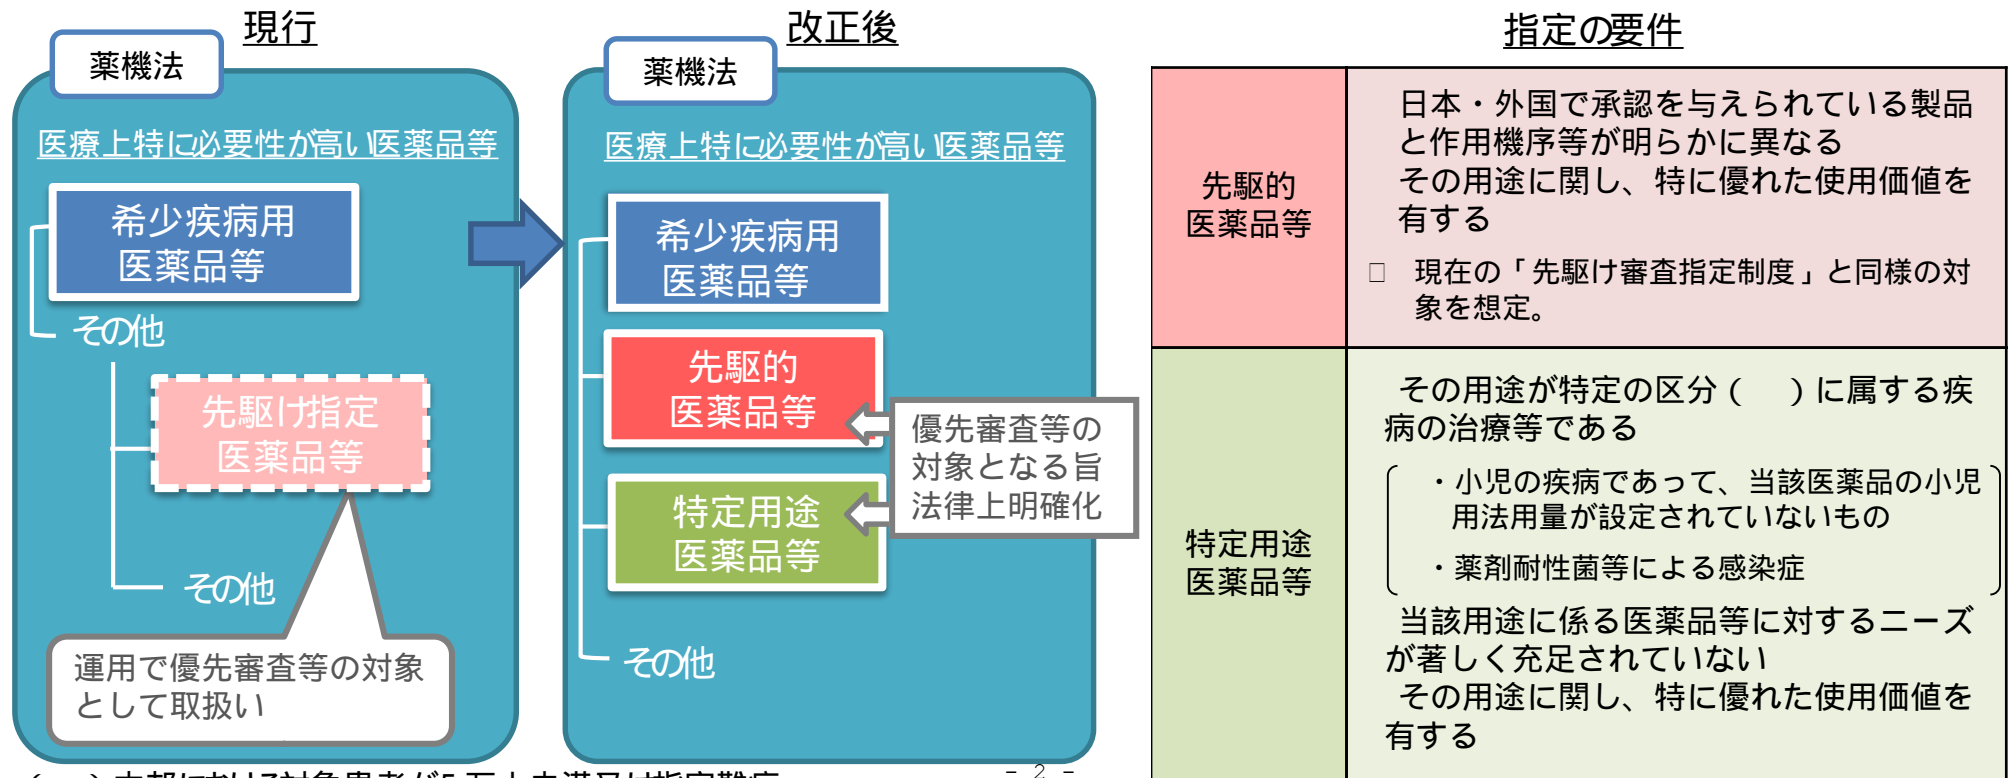 現行
薬機法
医療上特に必要性が高い医薬品等
希少疾病用
医薬品等
その他
先駆け指定
医薬品等
その他
運用で優先審査等の対象
として取扱い
改正後
薬機法
医療上特に必要性が高い医薬品等
希少疾病用
医薬品等
先駆的
医薬品等
特定用途
医薬品等
その他
優先審査等の
対象となる旨
法律上明確化
指定の要件
先駆的
医薬品等
日本・外国で承認を与えられている製品
と作用機序等が明らかに異なる
その用途に関し、特に優れた使用価値を
有する
□ 現在の「先駆け審査指定制度」と同様の対
象を想定。
特定用途
医薬品等
その用途が特定の区分（　）に属する疾
病の治療等である
・小児の疾病であって、当該医薬品の小児
用法用量が設定されていないもの
・薬剤耐性菌等による感染症
当該用途に係る医薬品等に対するニーズ
が著しく充足されていない
その用途に関し、特に優れた使用価値を
有する
- 2 -